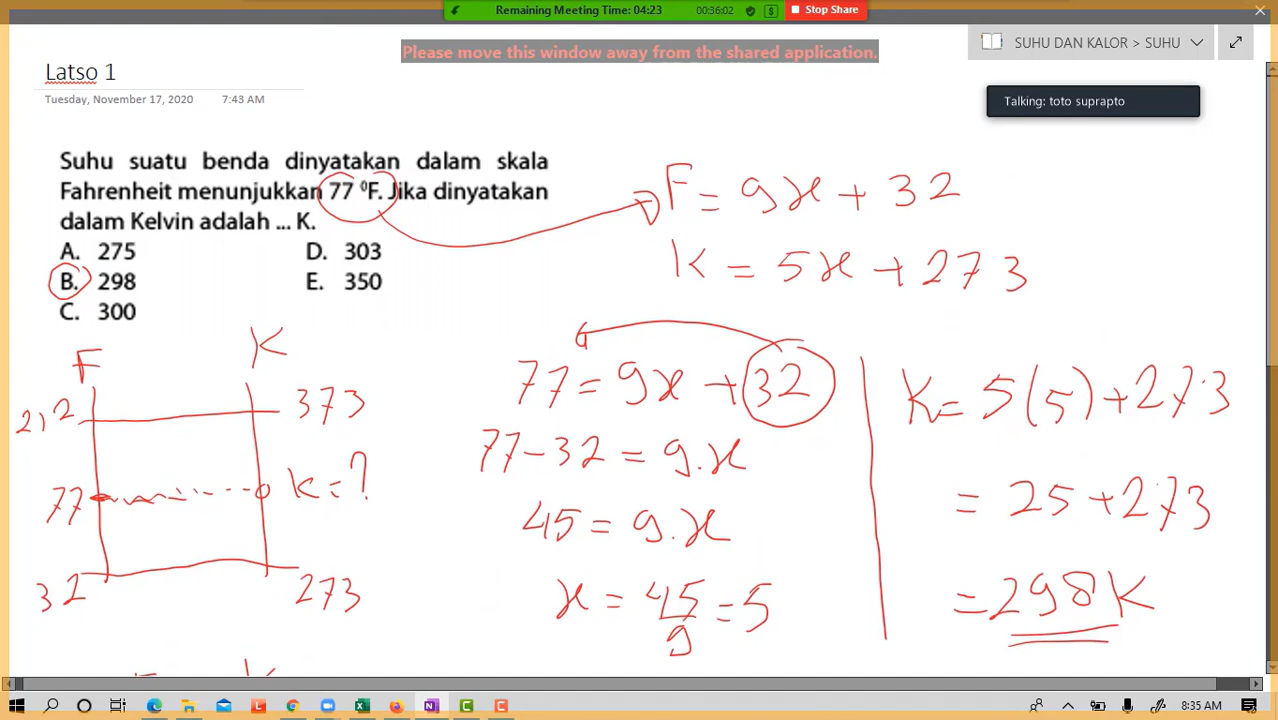 Remaining Meeting Time: 04:23
00:36:02
Stop Share
Please move this window away from the shared application.
SUHU DAN KALOR > SUHU
Latso 1
Tuesday, November 17, 2020 7:43 AM
Talking: toto suprapto
Suhu suatu benda dinyatakan dalam skala
Fahrenheit menunjukkan 77 ⁰F. Jika dinyatakan
dalam Kelvin adalah ... K.
A. 275
D. 303
B. 298
E. 350
C. 300
F = 9x + 32
K = 5x + 273
F K
212 373
77 K = ?
32 273
77 = 9x + 32
77 - 32 = 9.x
45 = 9.x
x = 45/9 = 5
K = 5(5) + 273
= 25 + 273
= 298 K
8:35 AM